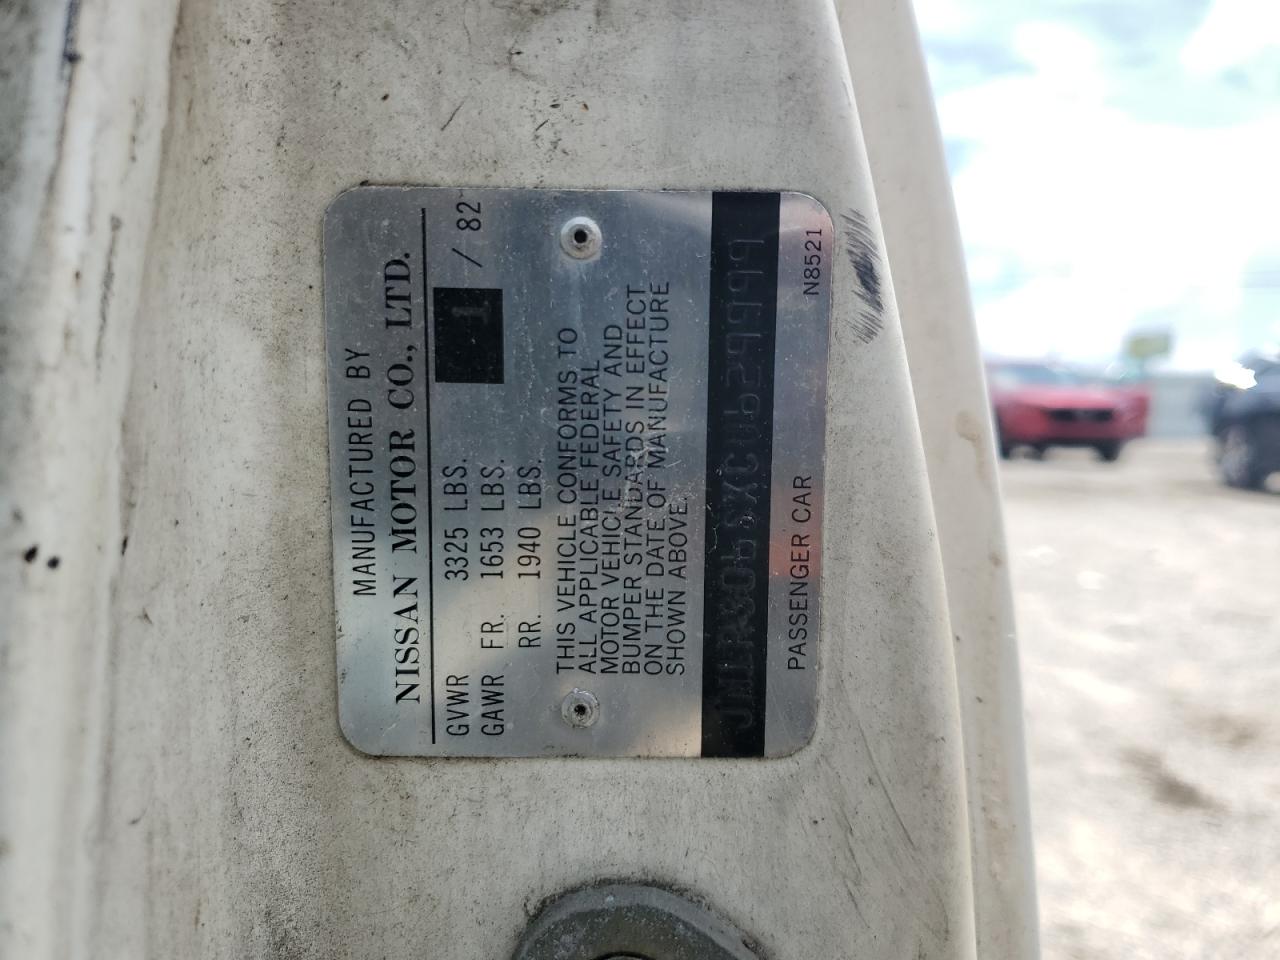 MANUFACTURED BY
NISSAN MOTOR CO., LTD.
1 / 82
GVWR 3325 LBS.
GAWR FR. 1653 LBS.
RR. 1940 LBS.
THIS VEHICLE CONFORMS TO
ALL APPLICABLE FEDERAL
MOTOR VEHICLE SAFETY AND
BUMPER STANDARDS IN EFFECT
ON THE DATE OF MANUFACTURE
SHOWN ABOVE.
PASSENGER CAR
N8521